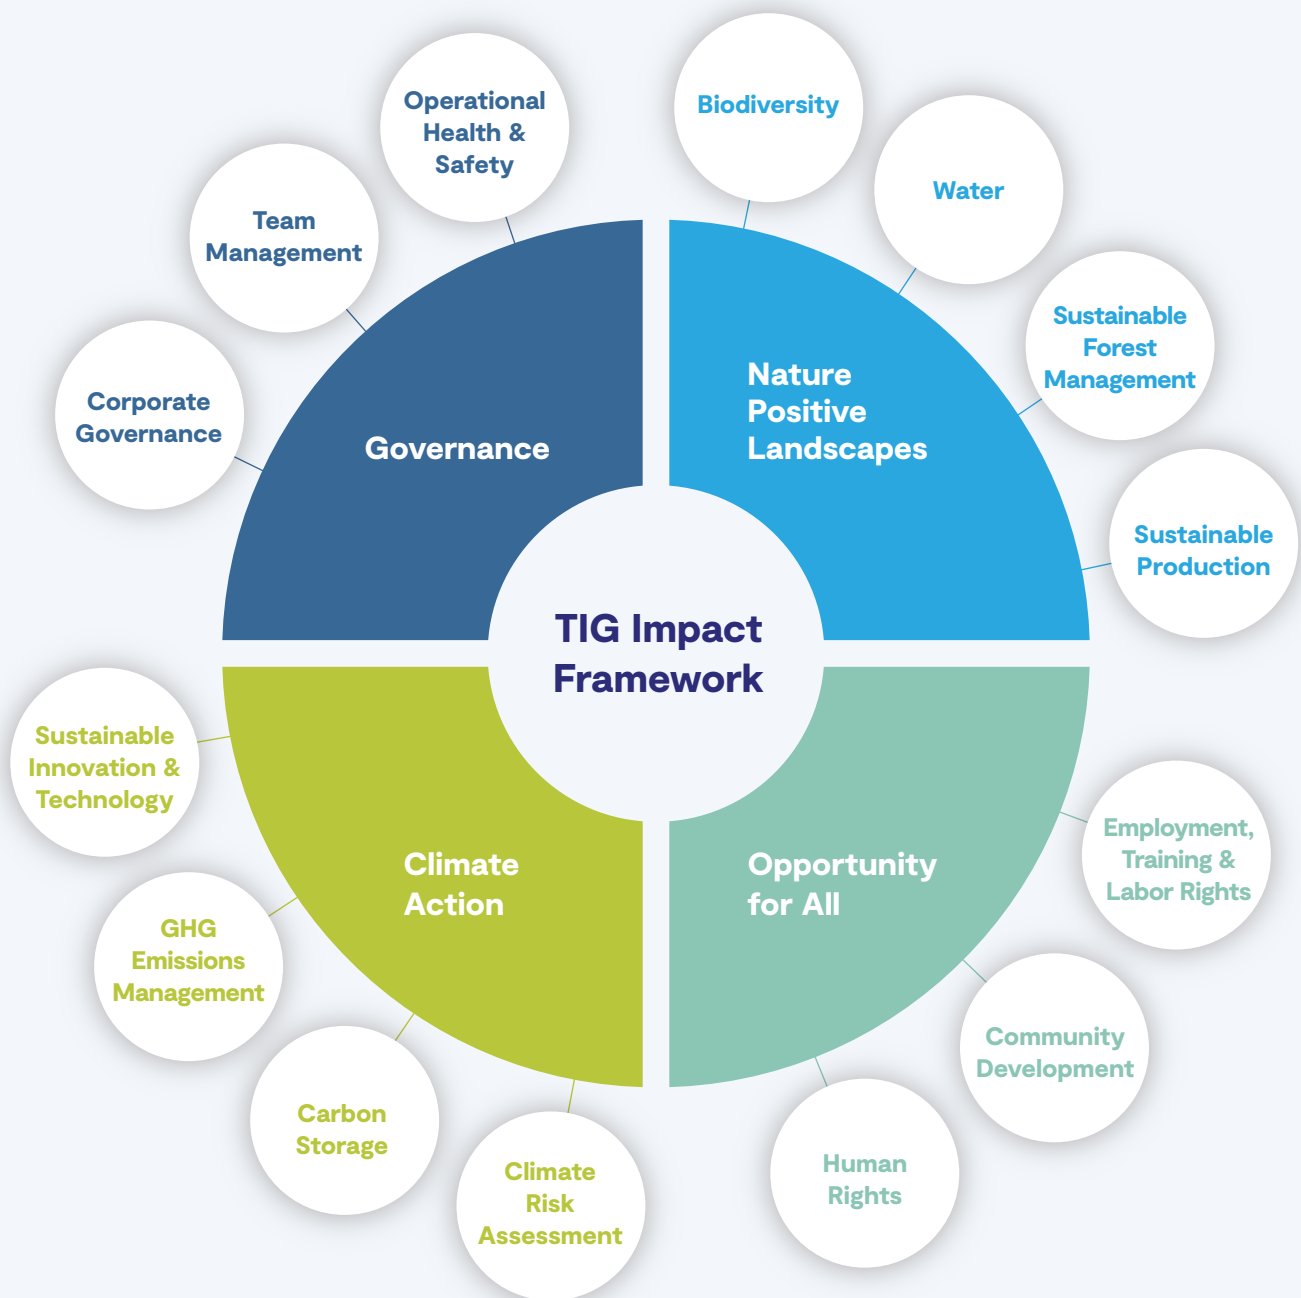 TIG Impact
Framework
Governance
Operational
Health &
Safety
Team
Management
Corporate
Governance
Nature
Positive
Landscapes
Biodiversity
Water
Sustainable
Forest
Management
Sustainable
Production
Opportunity
for All
Employment,
Training &
Labor Rights
Community
Development
Human
Rights
Climate
Action
Sustainable
Innovation &
Technology
GHG
Emissions
Management
Carbon
Storage
Climate
Risk
Assessment